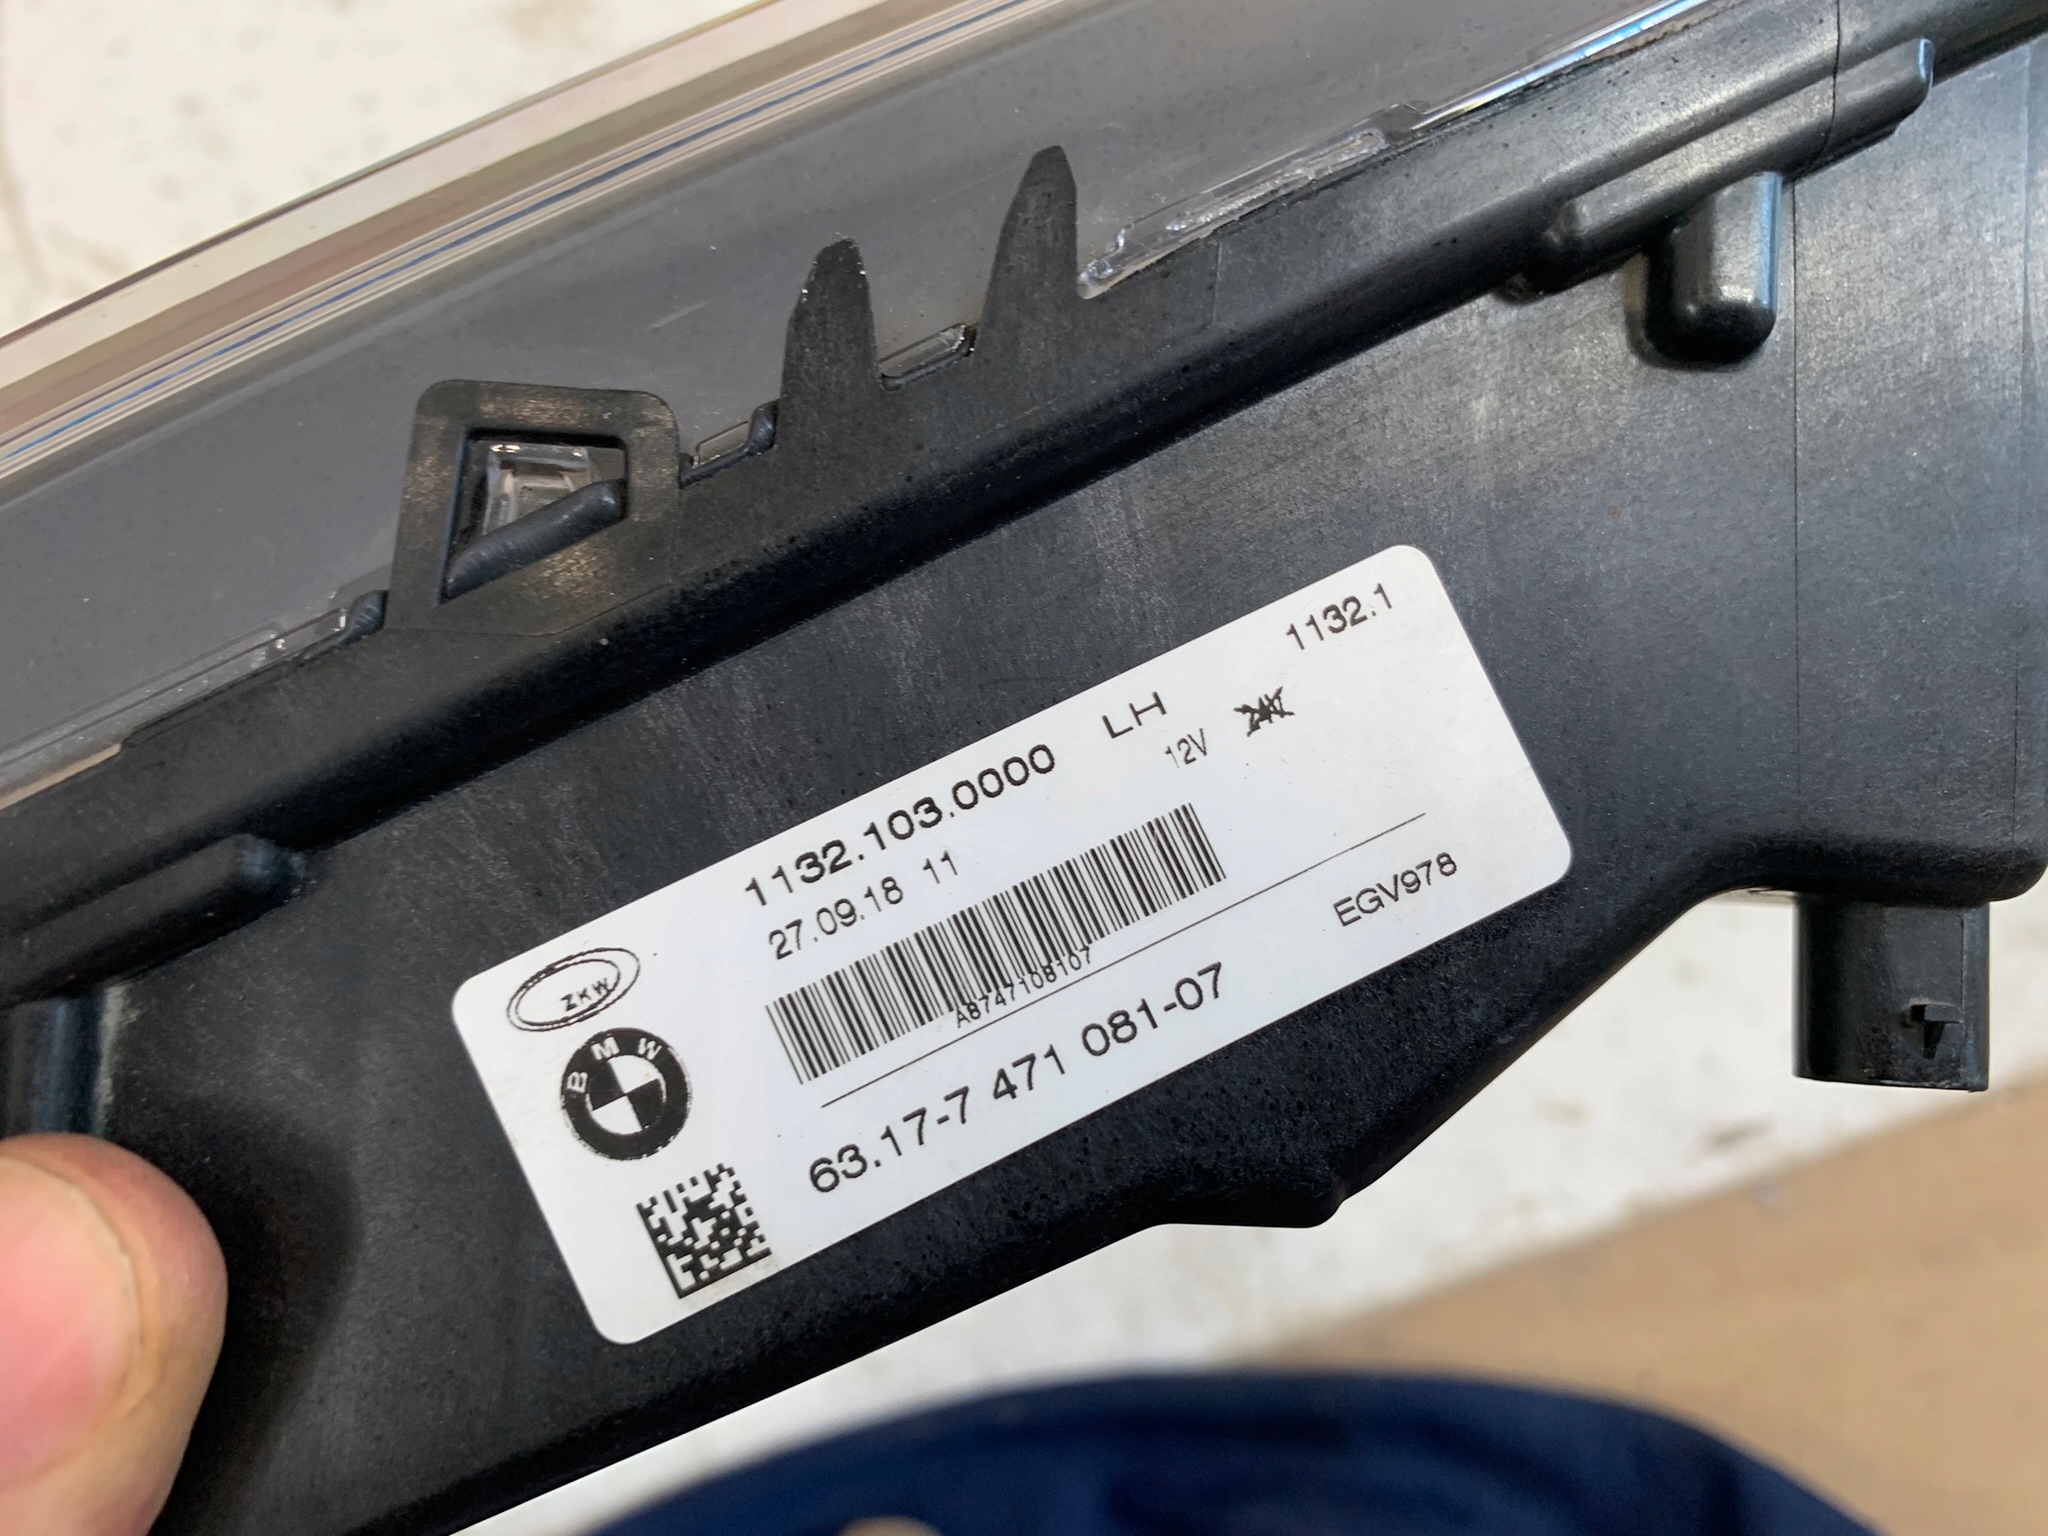 1132.1
1132.103.0000 LH
27.09.18 11
12V
ZKW
A8747108107
BMW
63.17-7 471 081-07
EGV978